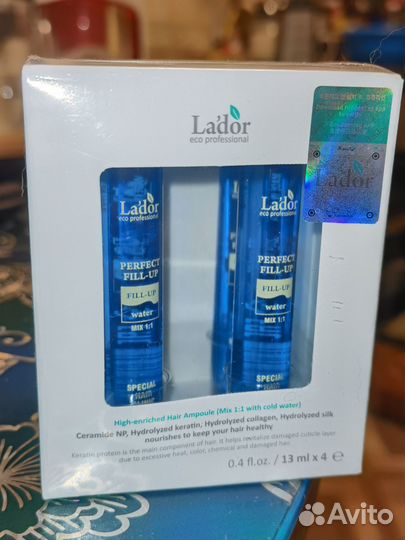 La'dor
eco professional
La'dor
eco professional
PERFECT
FILL-UP
FILL-UP
water
MIX 1:1
SPECIAL
HAIR
La'dor
eco professional
PERFECT
FILL-UP
FILL-UP
water
MIX 1:1
SPECIAL
HAIR
La'dor
High-enriched Hair Ampoule (Mix 1:1 with cold water)
Ceramide NP, Hydrolyzed keratin, Hydrolyzed collagen, Hydrolyzed silk
nourishes to keep your hair healthy
Keratin protein is the main component of hair. It helps revitalize damaged cuticle layer
due to excessive heat, color, chemical and damaged hair.
0.4 fl.oz. / 13 ml x 4 ℮
Avito